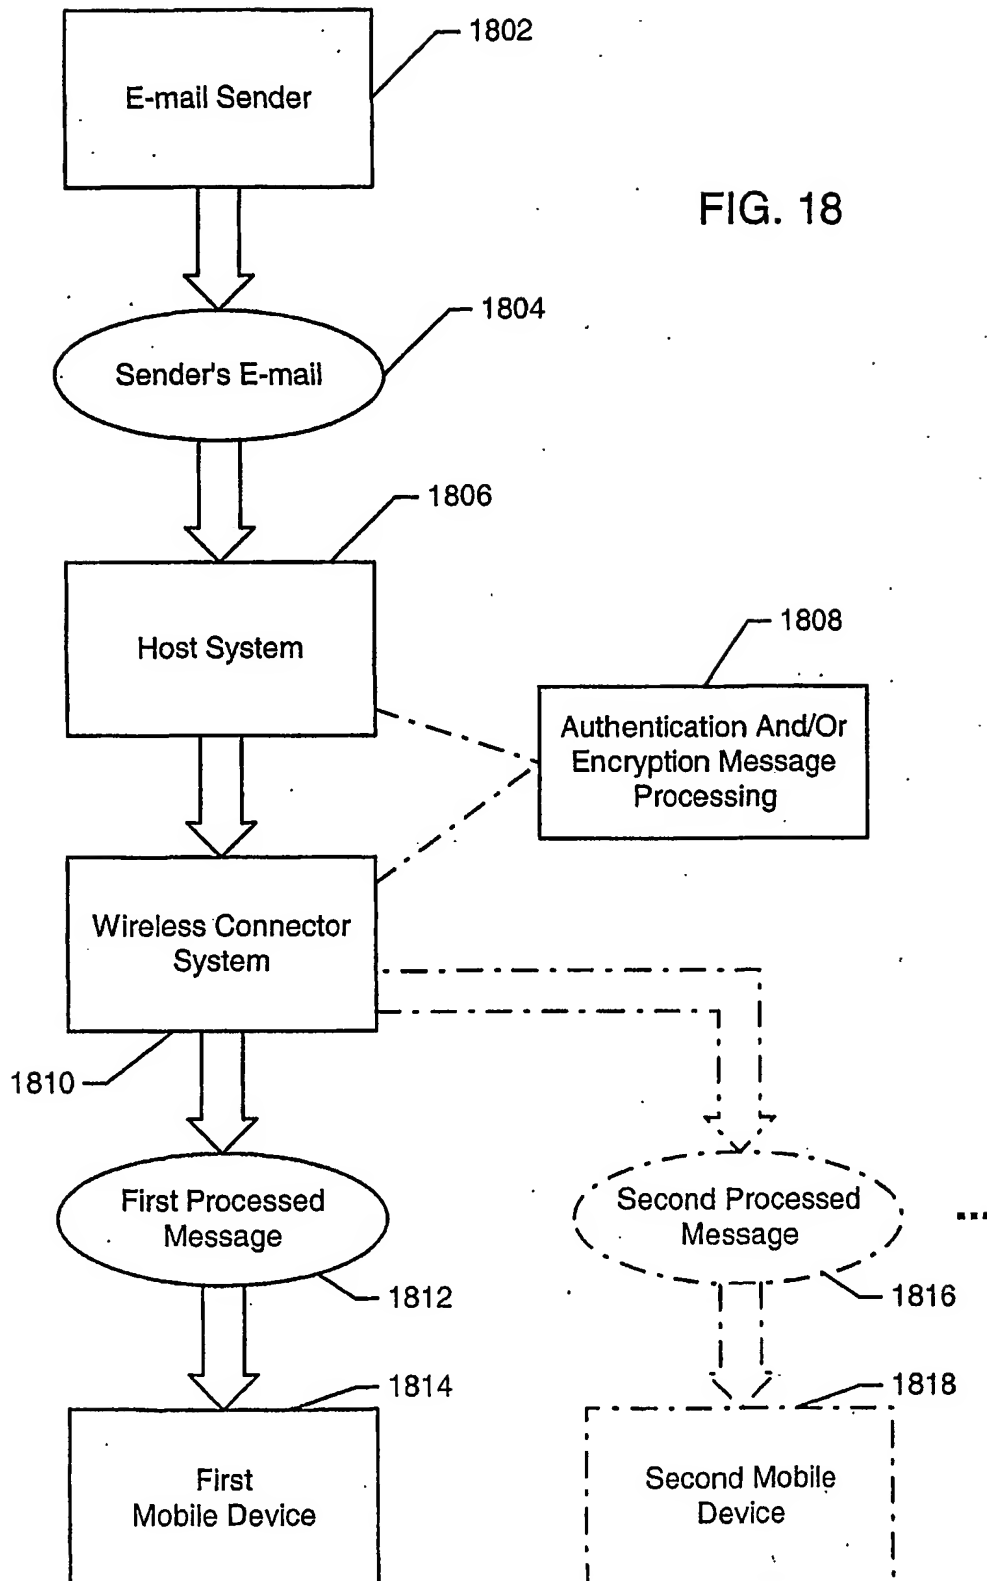 1802
E-mail Sender
FIG. 18
1804
Sender's E-mail
1806
Host System
1808
Authentication And/Or
Encryption Message
Processing
Wireless Connector
System
1810
First Processed
Message
1812
Second Processed
Message
...
1816
1814
First
Mobile Device
1818
Second Mobile
Device